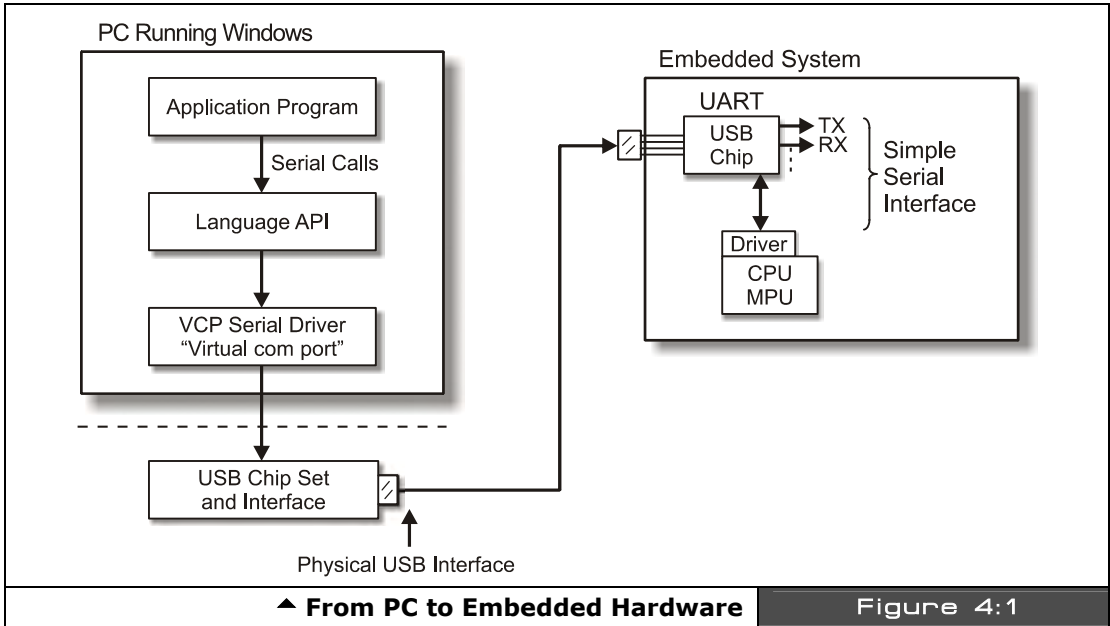 PC Running Windows
Application Program
Serial Calls
Language API
VCP Serial Driver
“Virtual com port”
USB Chip Set
and Interface
Physical USB Interface
Embedded System
UART
USB
Chip
TX
RX
Simple
Serial
Interface
Driver
CPU
MPU
From PC to Embedded Hardware
Figure 4:1